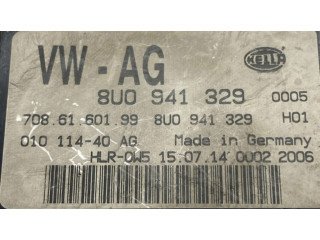 HELLA
VW-AG
8U0 941 329 0005
708.61.601.99 8U0 941 329 H01
010 114-40 AG Made in Germany
HLR-0W5 15.07.14 0002 2006